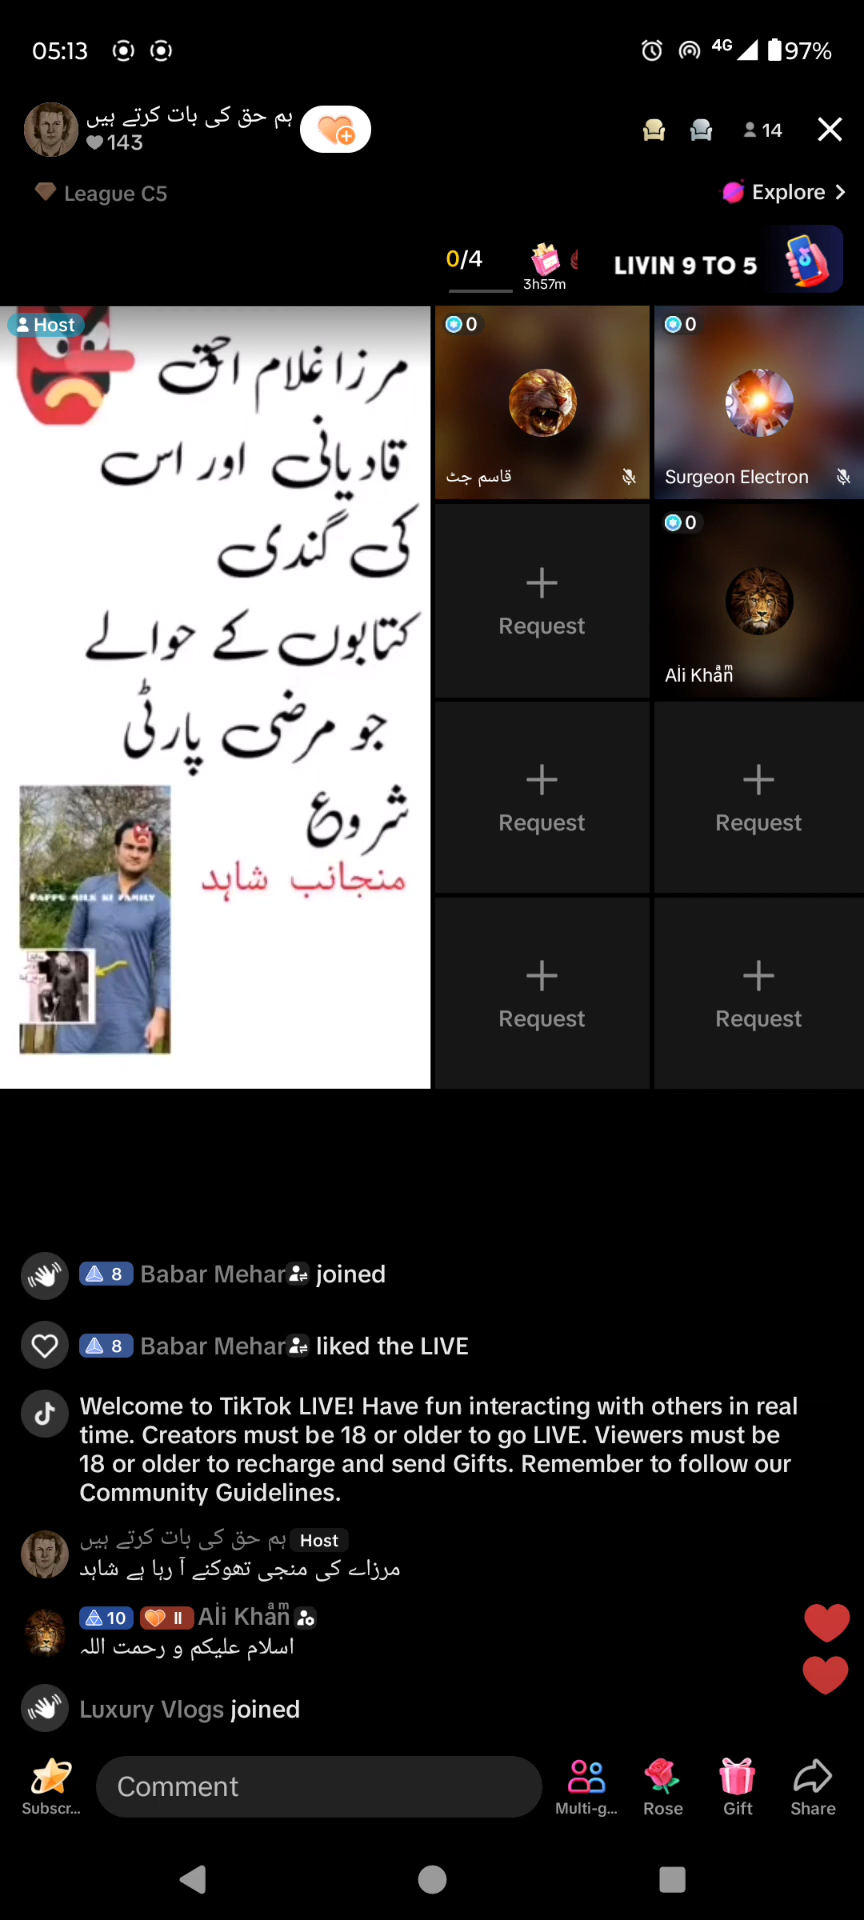 05:13
4G 97%
ہم حق کی بات کرتے ہیں
143
14
League C5
Explore
0/4
3h57m
LIVIN 9 TO 5
Host
مرزا غلام احق
قادیانی اور اس
کی گندی
کتابوں کے حوالے
جو مرضی پارٹی
شروع
منجانب شاہد
PAPPU MILK KI FAMILY
0
قاسم جٹ
0
Surgeon Electron
Request
0
Ali Khan
Request
Request
Request
Request
8 Babar Mehar joined
8 Babar Mehar liked the LIVE
Welcome to TikTok LIVE! Have fun interacting with others in real
time. Creators must be 18 or older to go LIVE. Viewers must be
18 or older to recharge and send Gifts. Remember to follow our
Community Guidelines.
ہم حق کی بات کرتے ہیں Host
مرزاے کی منجی تھوکنے آ رہا ہے شاہد
10 II Ali Khan
اسلام علیکم و رحمت اللہ
Luxury Vlogs joined
Subscr...
Comment
Multi-g...
Rose
Gift
Share